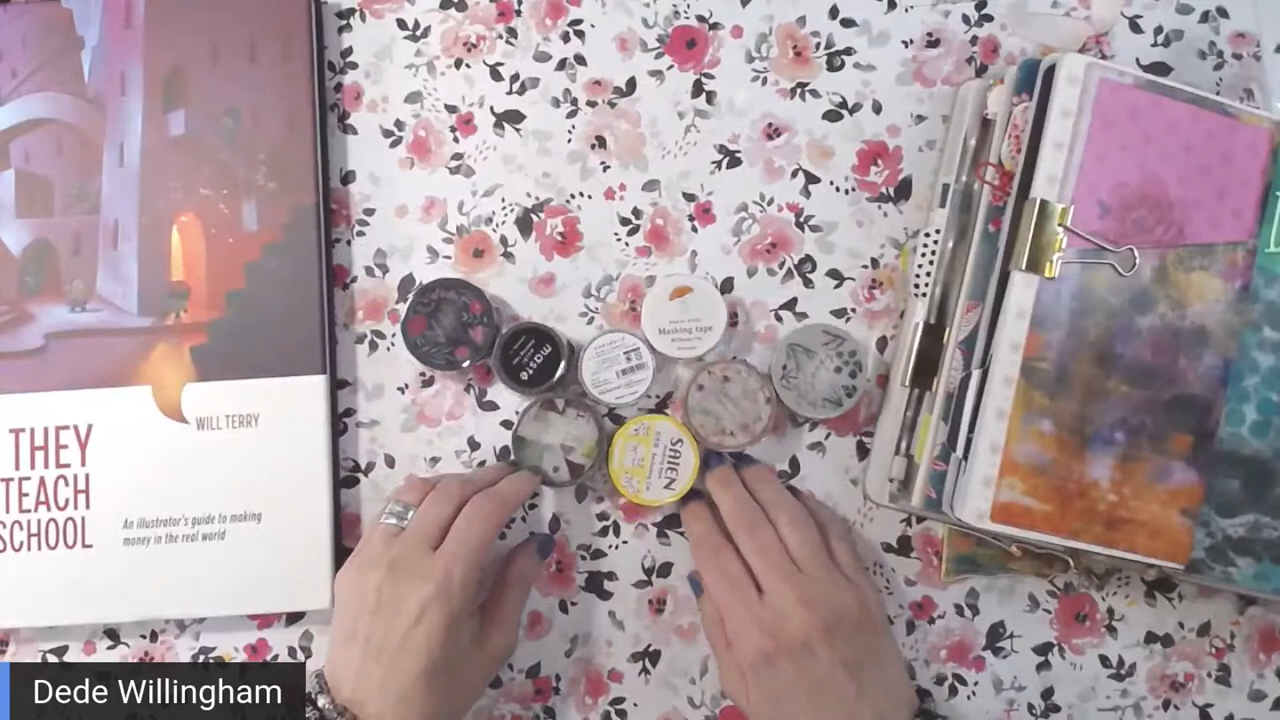 THEY
TEACH
SCHOOL
WILL TERRY
An illustrator's guide to making
money in the real world
masté
Masking tape
SAIEN
Dede Willingham